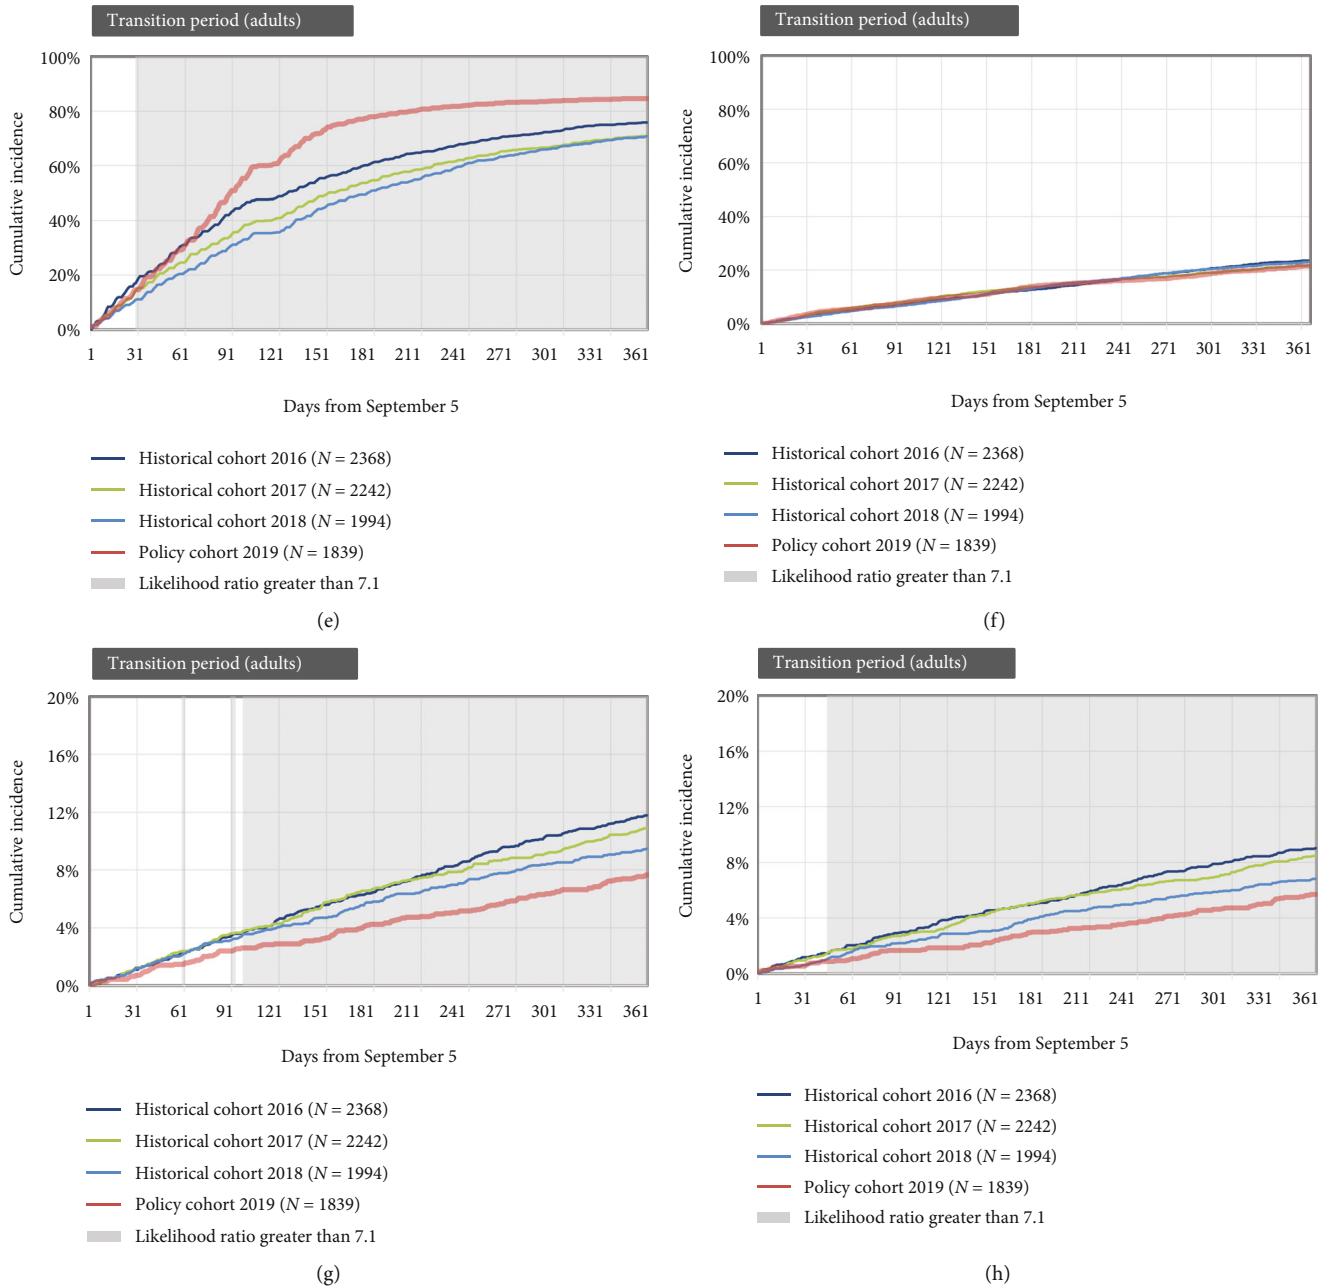 Transition period (adults)
100%
80%
60%
40%
20%
0%
Cumulative incidence
1 31 61 91 121 151 181 211 241 271 301 331 361
Days from September 5
Historical cohort 2016 (N = 2368)
Historical cohort 2017 (N = 2242)
Historical cohort 2018 (N = 1994)
Policy cohort 2019 (N = 1839)
Likelihood ratio greater than 7.1
(e)
Transition period (adults)
100%
80%
60%
40%
20%
0%
Cumulative incidence
1 31 61 91 121 151 181 211 241 271 301 331 361
Days from September 5
Historical cohort 2016 (N = 2368)
Historical cohort 2017 (N = 2242)
Historical cohort 2018 (N = 1994)
Policy cohort 2019 (N = 1839)
Likelihood ratio greater than 7.1
(f)
Transition period (adults)
20%
16%
12%
8%
4%
0%
Cumulative incidence
1 31 61 91 121 151 181 211 241 271 301 331 361
Days from September 5
Historical cohort 2016 (N = 2368)
Historical cohort 2017 (N = 2242)
Historical cohort 2018 (N = 1994)
Policy cohort 2019 (N = 1839)
Likelihood ratio greater than 7.1
(g)
Transition period (adults)
20%
16%
12%
8%
4%
0%
Cumulative incidence
1 31 61 91 121 151 181 211 241 271 301 331 361
Days from September 5
Historical cohort 2016 (N = 2368)
Historical cohort 2017 (N = 2242)
Historical cohort 2018 (N = 1994)
Policy cohort 2019 (N = 1839)
Likelihood ratio greater than 7.1
(h)